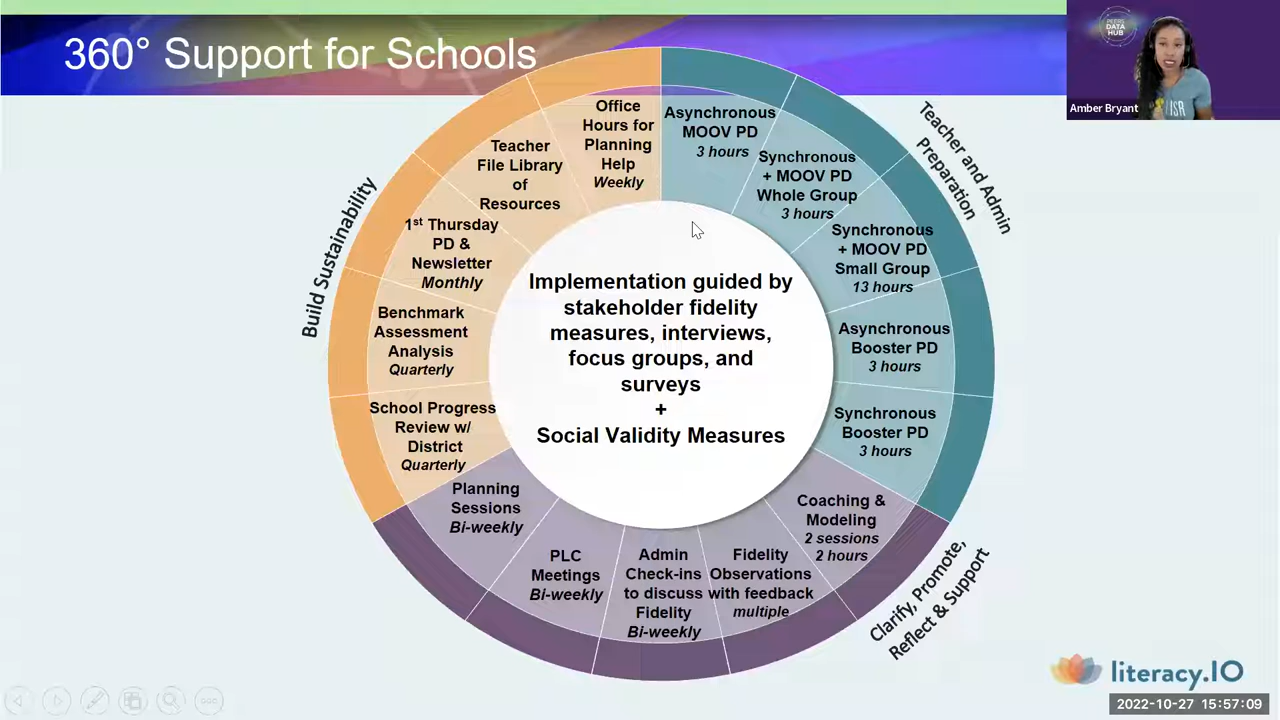 360° Support for Schools
PEERS
DATA
HUB
ISR
Amber Bryant
Office
Hours for
Planning
Help
Weekly
Asynchronous
MOOV PD
3 hours
Synchronous
+ MOOV PD
Whole Group
3 hours
Synchronous
+ MOOV PD
Small Group
13 hours
Asynchronous
Booster PD
3 hours
Synchronous
Booster PD
3 hours
Coaching &
Modeling
2 sessions
2 hours
Fidelity
Observations
with feedback
multiple
Admin
Check-ins
to discuss
Fidelity
Bi-weekly
PLC
Meetings
Bi-weekly
Planning
Sessions
Bi-weekly
School Progress
Review w/
District
Quarterly
Benchmark
Assessment
Analysis
Quarterly
1st Thursday
PD &
Newsletter
Monthly
Teacher
File Library
of
Resources
Teacher and Admin
Preparation
Clarify, Promote,
Reflect & Support
Build Sustainability
Implementation guided by
stakeholder fidelity
measures, interviews,
focus groups, and
surveys
+
Social Validity Measures
literacy.IO
2022-10-27 15:57:09